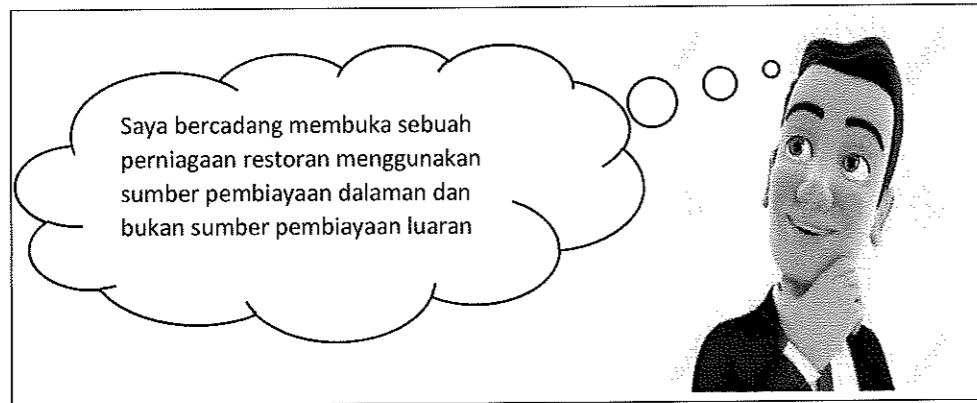 Saya bercadang membuka sebuah
perniagaan restoran menggunakan
sumber pembiayaan dalaman dan
bukan sumber pembiayaan luaran